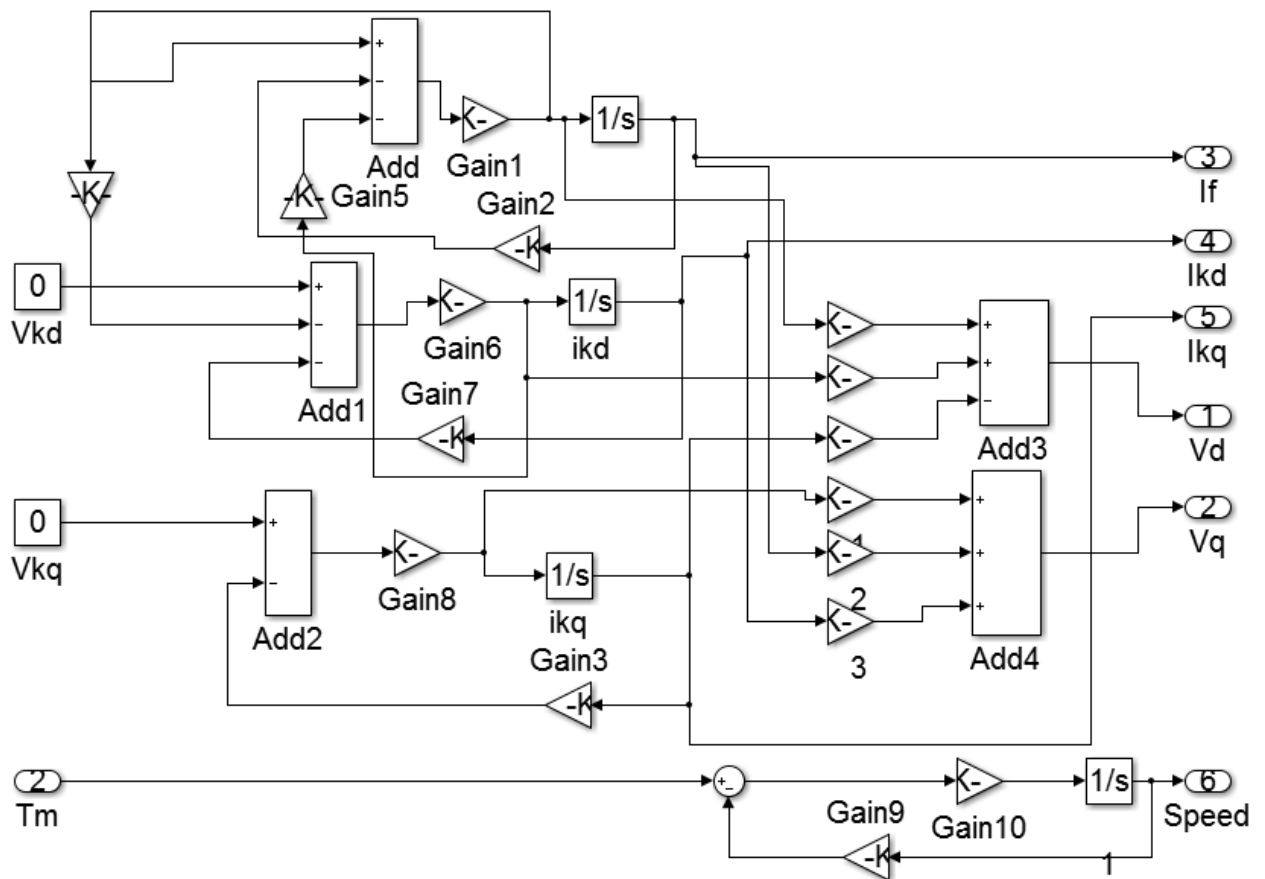 +
−
−
Add
K-
Gain1
1/s
3
If
-K-
-K-
Gain5
Gain2
-K
4
Ikd
0
Vkd
+
−
−
Add1
K-
Gain6
1/s
ikd
5
Ikq
Gain7
-K
K-
K-
K-
+
+
−
Add3
1
Vd
0
Vkq
+
−
Add2
K-
Gain8
1/s
ikq
Gain3
-K
K-
1
K-
2
K-
3
+
+
+
Add4
2
Vq
2
Tm
+
−
K-
Gain10
1/s
6
Speed
Gain9
-K
1